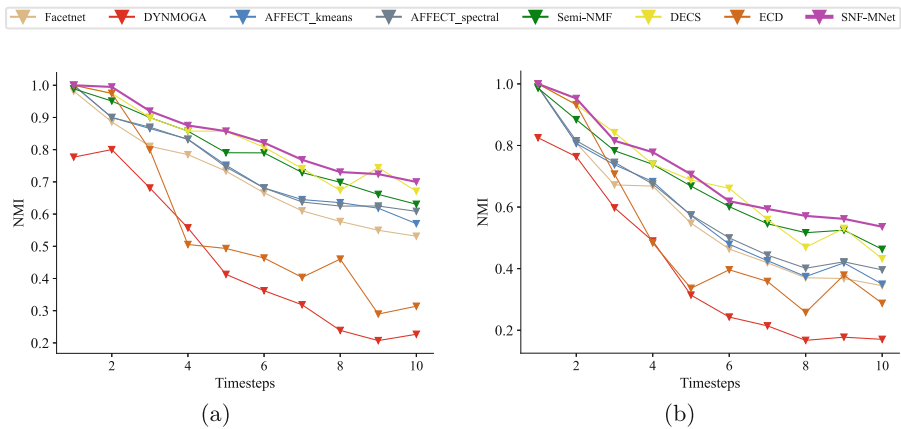 Facetnet DYNMOGA AFFECT_kmeans AFFECT_spectral Semi-NMF DECS ECD SNF-MNet
1.0
0.9
0.8
0.7
0.6
0.5
0.4
0.3
0.2
NMI
2 4 6 8 10
Timesteps
(a)
1.0
0.8
0.6
0.4
0.2
NMI
2 4 6 8 10
Timesteps
(b)